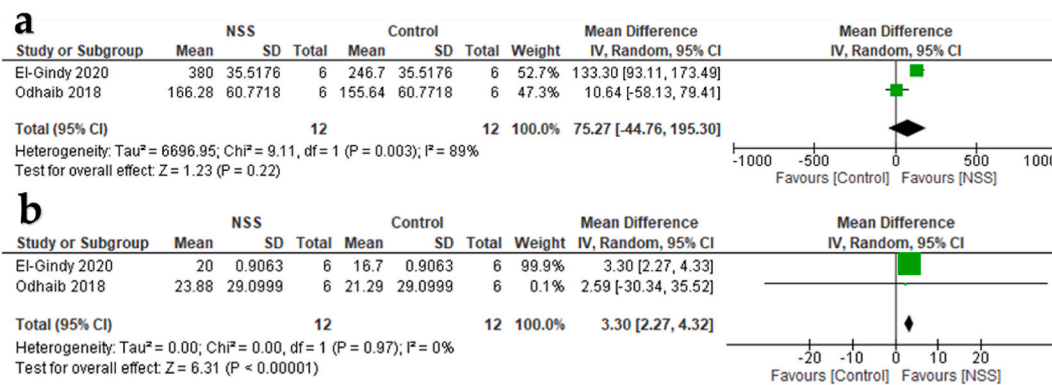 a
NSS Control Mean Difference Mean Difference
Study or Subgroup Mean SD Total Mean SD Total Weight IV, Random, 95% CI IV, Random, 95% CI
El-Gindy 2020 380 35.5176 6 246.7 35.5176 6 52.7% 133.30 [93.11, 173.49]
Odhaib 2018 166.28 60.7718 6 155.64 60.7718 6 47.3% 10.64 [-58.13, 79.41]
Total (95% CI) 12 12 100.0% 75.27 [-44.76, 195.30]
Heterogeneity: Tau² = 6696.95; Chi² = 9.11, df = 1 (P = 0.003); I² = 89%
Test for overall effect: Z = 1.23 (P = 0.22)
-1000 -500 0 500 1000
Favours [Control] Favours [NSS]
b
NSS Control Mean Difference Mean Difference
Study or Subgroup Mean SD Total Mean SD Total Weight IV, Random, 95% CI IV, Random, 95% CI
El-Gindy 2020 20 0.9063 6 16.7 0.9063 6 99.9% 3.30 [2.27, 4.33]
Odhaib 2018 23.88 29.0999 6 21.29 29.0999 6 0.1% 2.59 [-30.34, 35.52]
Total (95% CI) 12 12 100.0% 3.30 [2.27, 4.32]
Heterogeneity: Tau² = 0.00; Chi² = 0.00, df = 1 (P = 0.97); I² = 0%
Test for overall effect: Z = 6.31 (P < 0.00001)
-20 -10 0 10 20
Favours [Control] Favours [NSS]